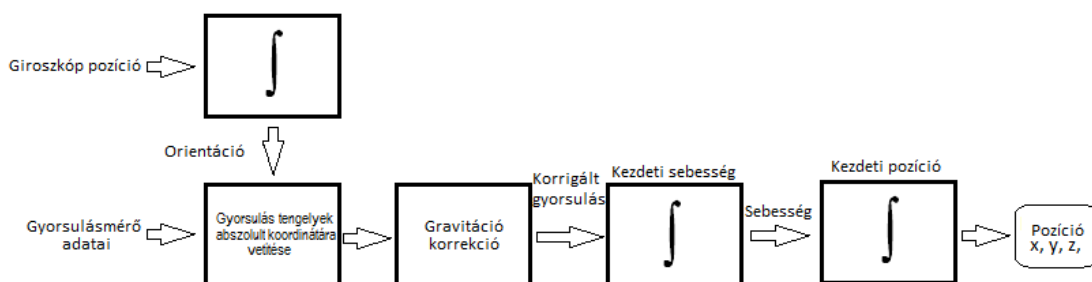 Giroszkóp pozíció
∫
Orientáció
Gyorsulásmérő
adatai
Gyorsulás tengelyek
abszolult koordinátára
vetítése
Gravitáció
korrekció
Korrigált
gyorsulás
Kezdeti sebesség
∫
Sebesség
Kezdeti pozíció
∫
Pozíció
x, y, z,